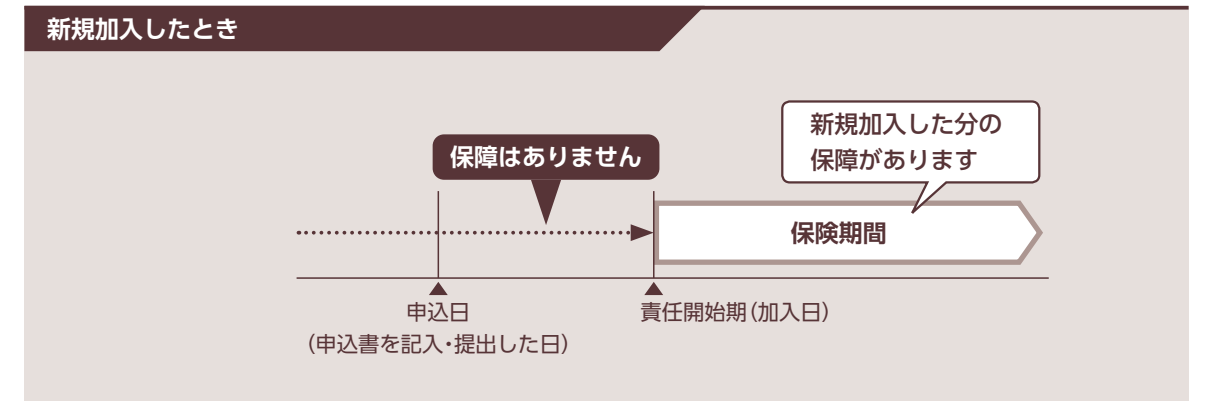 新規加入したとき
新規加入した分の
保障があります
保障はありません
保険期間
申込日
（申込書を記入・提出した日）
責任開始期（加入日）